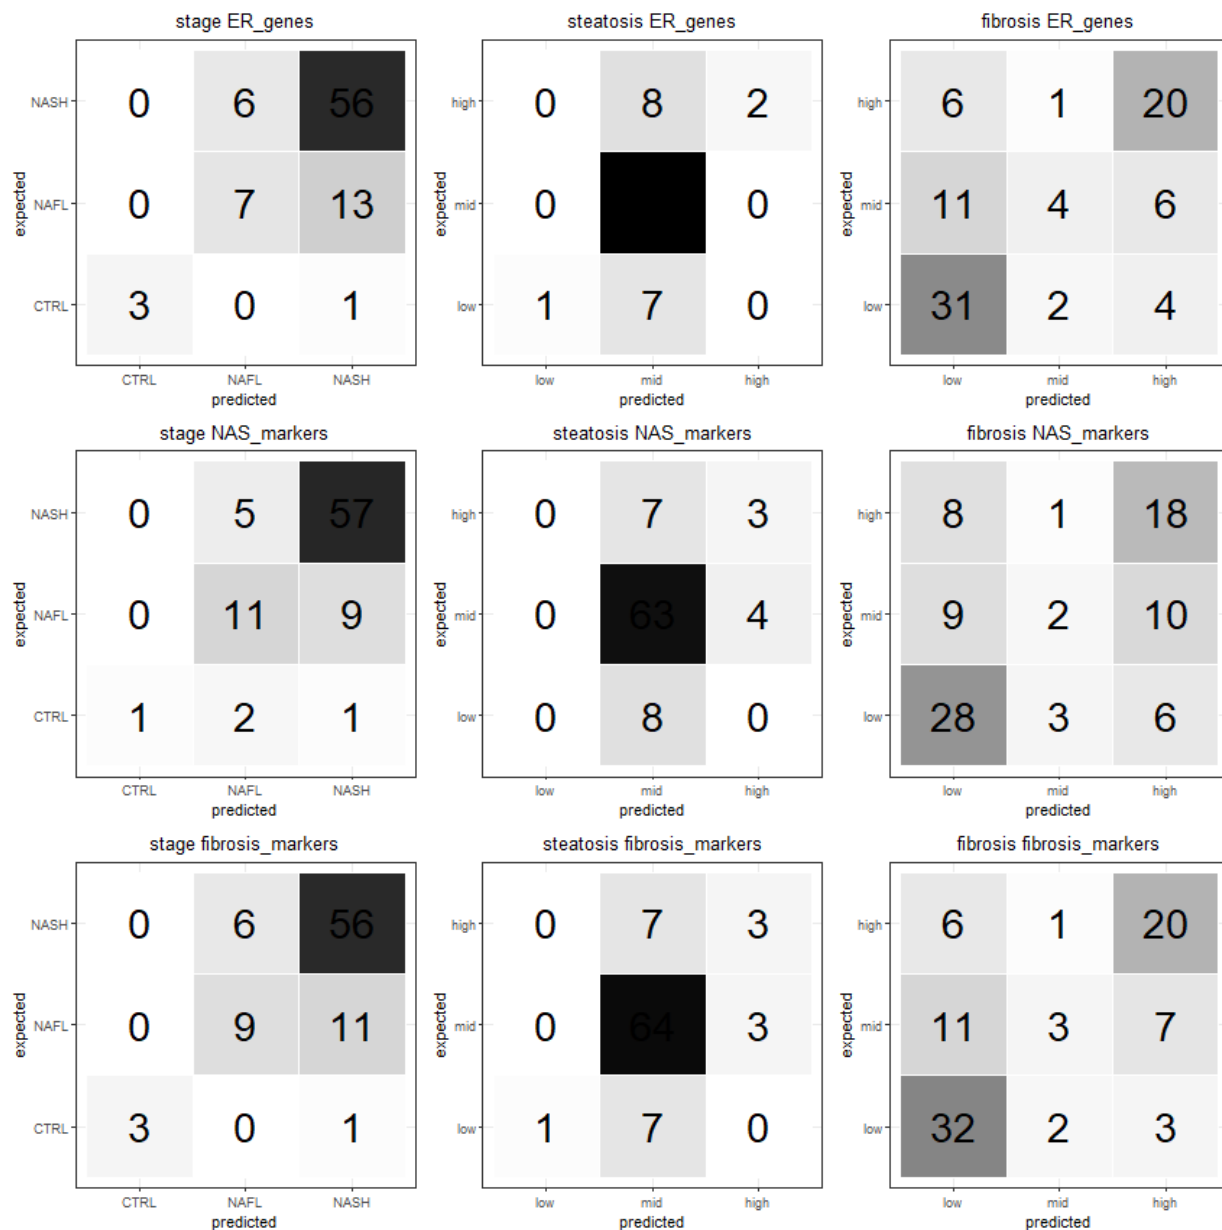 stage ER_genes
NASH
0 6 56
NAFL
0 7 13
CTRL
3 0 1
CTRL NAFL NASH
predicted
expected
steatosis ER_genes
high
0 8 2
mid
0 0
low
1 7 0
low mid high
predicted
expected
fibrosis ER_genes
high
6 1 20
mid
11 4 6
low
31 2 4
low mid high
predicted
expected
stage NAS_markers
NASH
0 5 57
NAFL
0 11 9
CTRL
1 2 1
CTRL NAFL NASH
predicted
expected
steatosis NAS_markers
high
0 7 3
mid
0 63 4
low
0 8 0
low mid high
predicted
expected
fibrosis NAS_markers
high
8 1 18
mid
9 2 10
low
28 3 6
low mid high
predicted
expected
stage fibrosis_markers
NASH
0 6 56
NAFL
0 9 11
CTRL
3 0 1
CTRL NAFL NASH
predicted
expected
steatosis fibrosis_markers
high
0 7 3
mid
0 64 3
low
1 7 0
low mid high
predicted
expected
fibrosis fibrosis_markers
high
6 1 20
mid
11 3 7
low
32 2 3
low mid high
predicted
expected